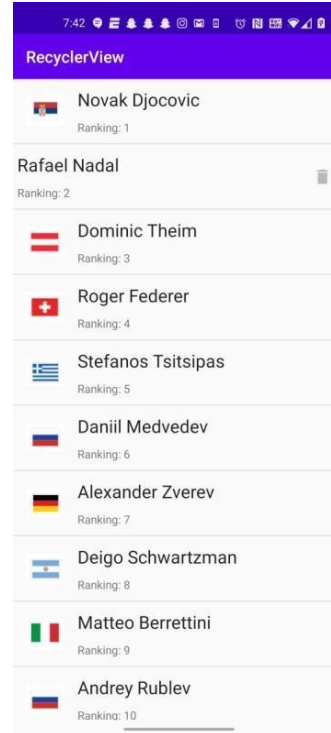 7:42
RecyclerView
Novak Djocovic
Ranking: 1
Rafael Nadal
Ranking: 2
Dominic Theim
Ranking: 3
Roger Federer
Ranking: 4
Stefanos Tsitsipas
Ranking: 5
Daniil Medvedev
Ranking: 6
Alexander Zverev
Ranking: 7
Deigo Schwartzman
Ranking: 8
Matteo Berrettini
Ranking: 9
Andrey Rublev
Ranking: 10